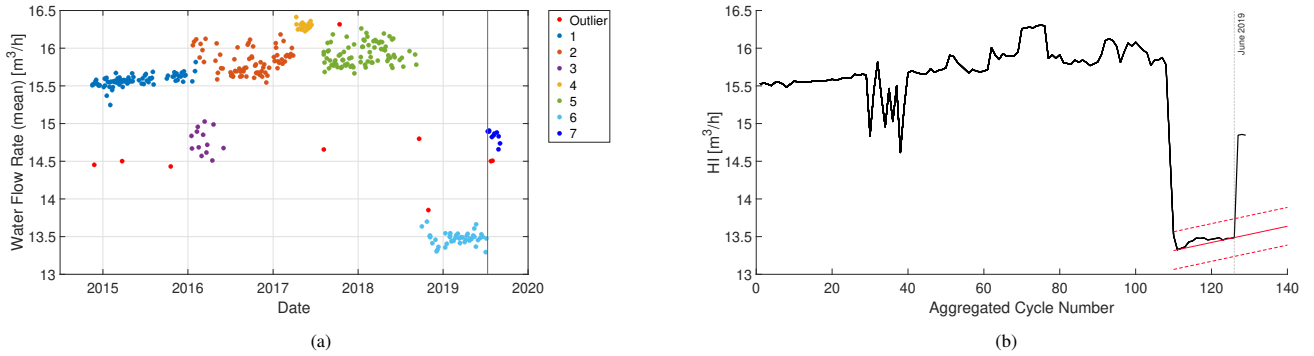 16.5
16
15.5
15
14.5
14
13.5
13
Water Flow Rate (mean) [m³/h]
2015 2016 2017 2018 2019 2020
Date
Outlier
1
2
3
4
5
6
7
(a)
16.5
16
15.5
15
14.5
14
13.5
13
HI [m³/h]
June 2019
0 20 40 60 80 100 120 140
Aggregated Cycle Number
(b)